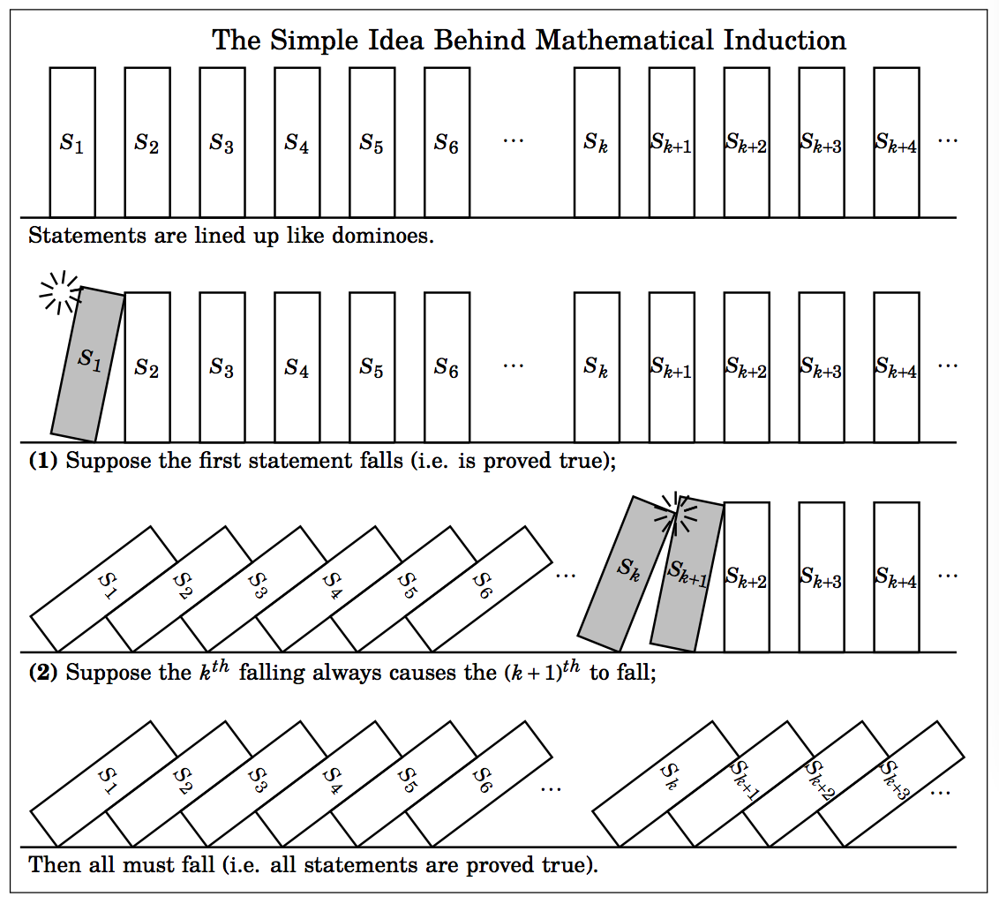 The Simple Idea Behind Mathematical Induction
S₁ S₂ S₃ S₄ S₅ S₆ ··· Sₖ Sₖ₊₁ Sₖ₊₂ Sₖ₊₃ Sₖ₊₄ ···
Statements are lined up like dominoes.
S₁ S₂ S₃ S₄ S₅ S₆ ··· Sₖ Sₖ₊₁ Sₖ₊₂ Sₖ₊₃ Sₖ₊₄ ···
(1) Suppose the first statement falls (i.e. is proved true);
S₁ S₂ S₃ S₄ S₅ S₆ ··· Sₖ Sₖ₊₁ Sₖ₊₂ Sₖ₊₃ Sₖ₊₄ ···
(2) Suppose the kᵗʰ falling always causes the (k+1)ᵗʰ to fall;
S₁ S₂ S₃ S₄ S₅ S₆ ··· Sₖ Sₖ₊₁ Sₖ₊₂ Sₖ₊₃ ···
Then all must fall (i.e. all statements are proved true).